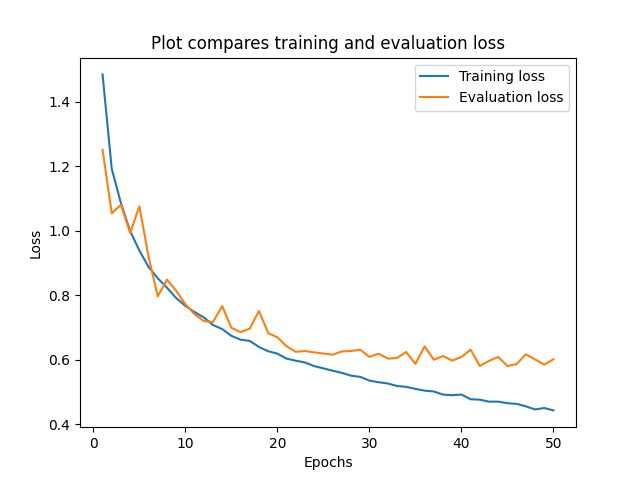 Plot compares training and evaluation loss
Training loss
Evaluation loss
1.4
1.2
1.0
0.8
0.6
0.4
Loss
0 10 20 30 40 50
Epochs